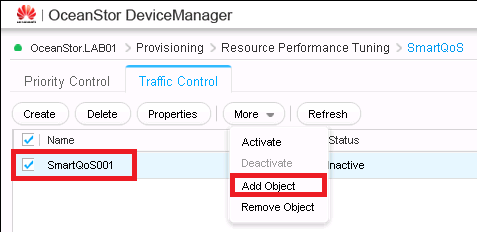 HUAWEI
OceanStor DeviceManager
OceanStor.LAB01 > Provisioning > Resource Performance Tuning > SmartQoS
Priority Control Traffic Control
Create Delete Properties More Refresh
Name Status
Activate
SmartQoS001 Inactive
Deactivate
Add Object
Remove Object